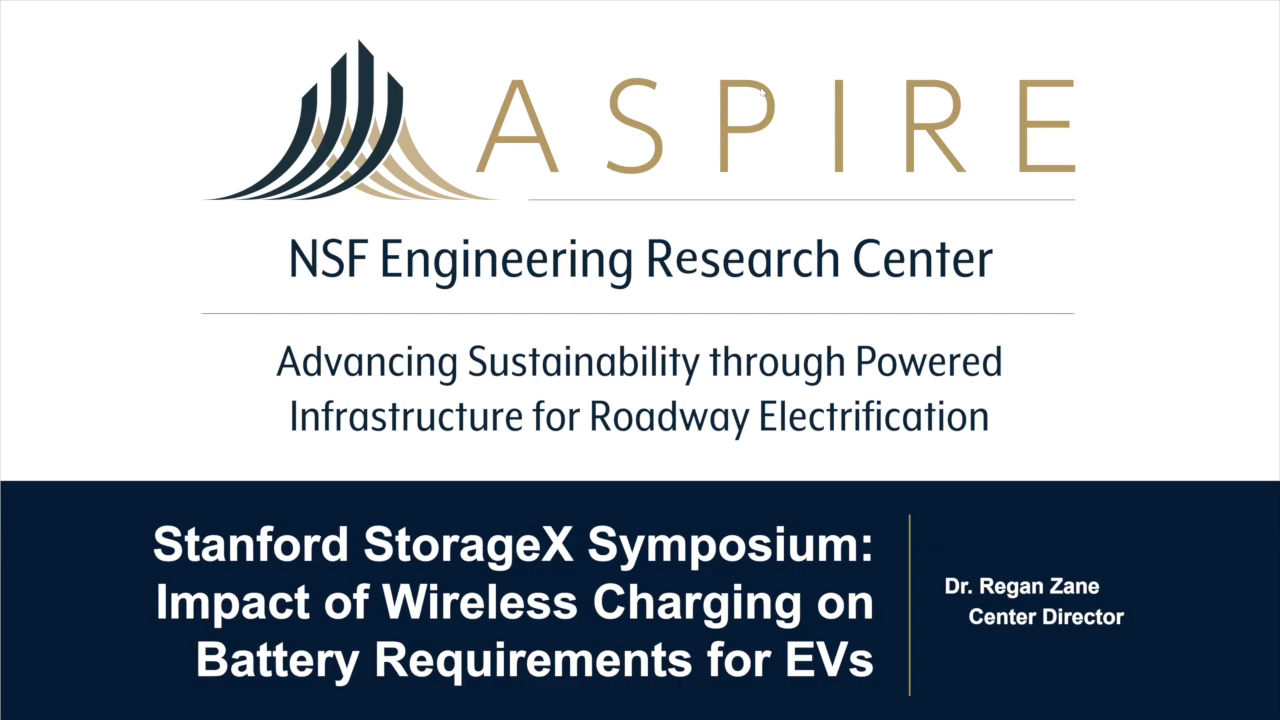 ASPIRE
NSF Engineering Research Center
Advancing Sustainability through Powered
Infrastructure for Roadway Electrification
Stanford StorageX Symposium:
Impact of Wireless Charging on
Battery Requirements for EVs
Dr. Regan Zane
Center Director